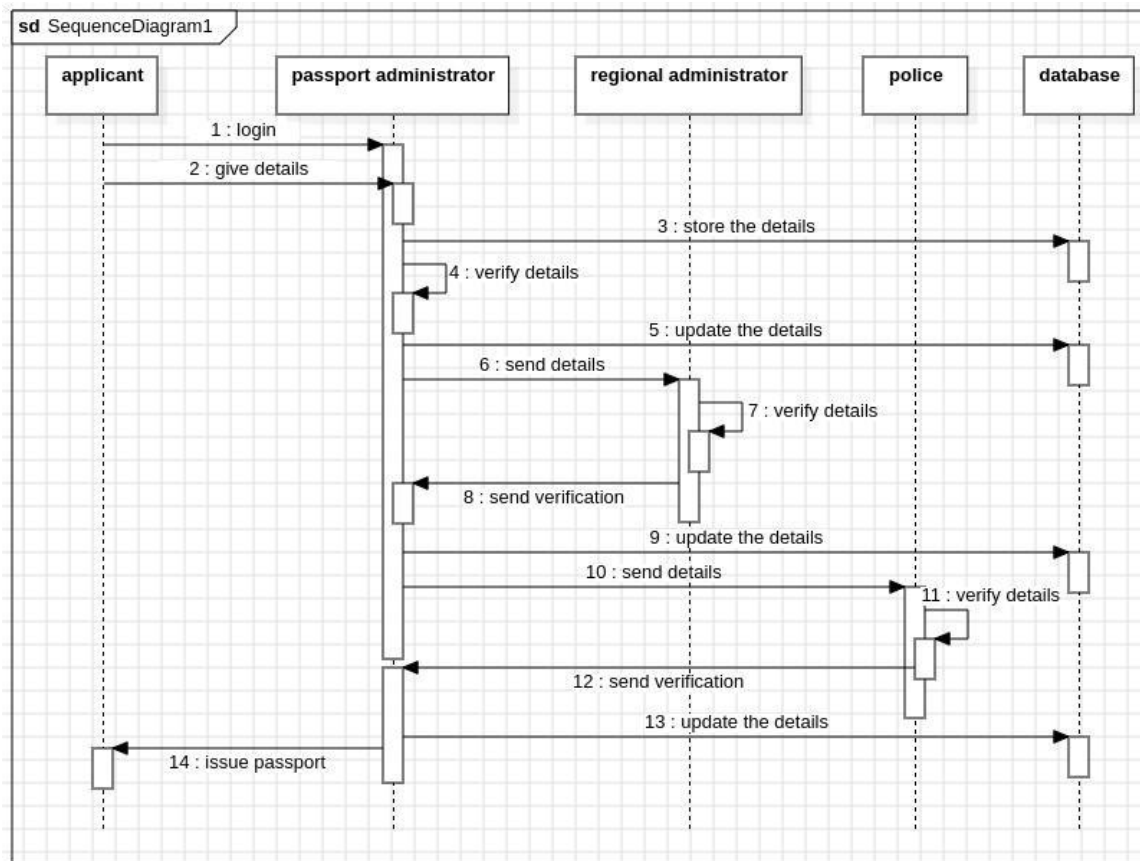 sd SequenceDiagram1
applicant
passport administrator
regional administrator
police
database
1 : login
2 : give details
3 : store the details
4 : verify details
5 : update the details
6 : send details
7 : verify details
8 : send verification
9 : update the details
10 : send details
11 : verify details
12 : send verification
13 : update the details
14 : issue passport